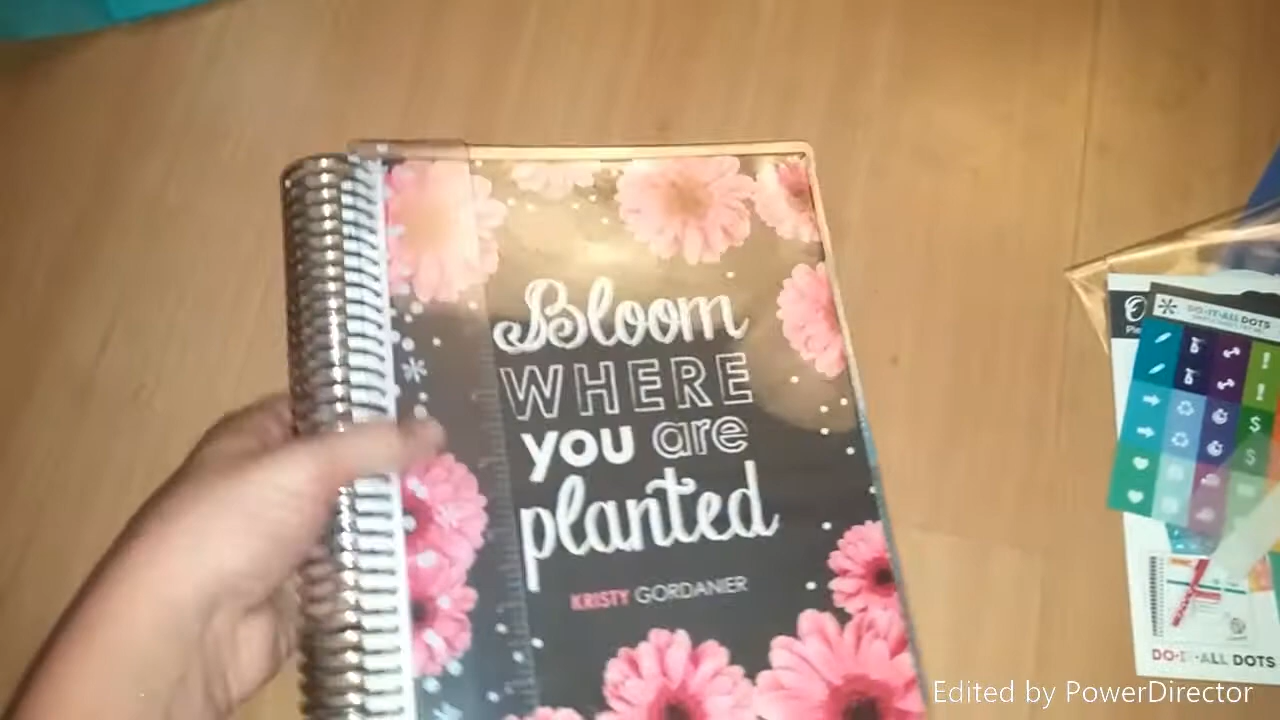 Bloom
WHERE
you are
planted
KRISTY GORDANIER
DO·IT·ALL DOTS
$
$
DO·IT·ALL DOTS
Edited by PowerDirector